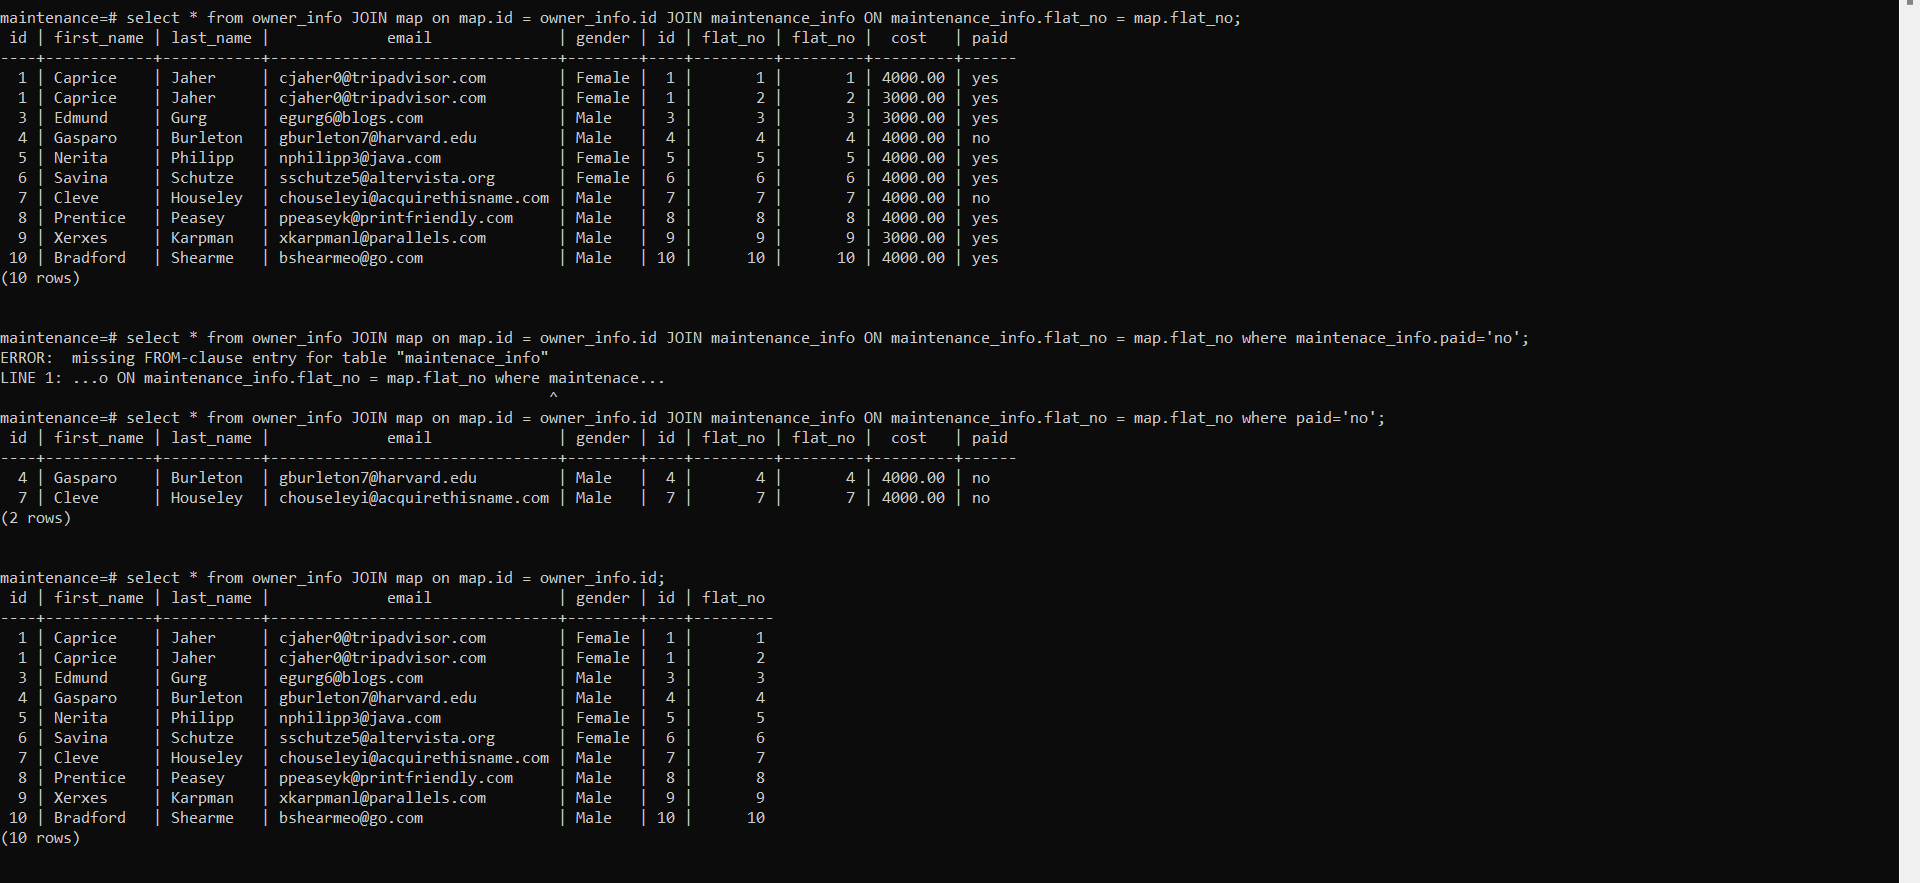 maintenance=# select * from owner_info JOIN map on map.id = owner_info.id JOIN maintenance_info ON maintenance_info.flat_no = map.flat_no;
 id | first_name | last_name |             email              | gender | id | flat_no | flat_no |  cost   | paid
----+------------+-----------+--------------------------------+--------+----+---------+---------+---------+------
  1 | Caprice    | Jaher     | cjaher0@tripadvisor.com        | Female |  1 |       1 |       1 | 4000.00 | yes
  1 | Caprice    | Jaher     | cjaher0@tripadvisor.com        | Female |  1 |       2 |       2 | 3000.00 | yes
  3 | Edmund     | Gurg      | egurg6@blogs.com               | Male   |  3 |       3 |       3 | 3000.00 | yes
  4 | Gasparo    | Burleton  | gburleton7@harvard.edu         | Male   |  4 |       4 |       4 | 4000.00 | no
  5 | Nerita     | Philipp   | nphilipp3@java.com             | Female |  5 |       5 |       5 | 4000.00 | yes
  6 | Savina     | Schutze   | sschutze5@altervista.org       | Female |  6 |       6 |       6 | 4000.00 | yes
  7 | Cleve      | Houseley  | chouseleyi@acquirethisname.com | Male   |  7 |       7 |       7 | 4000.00 | no
  8 | Prentice   | Peasey    | ppeaseyk@printfriendly.com     | Male   |  8 |       8 |       8 | 4000.00 | yes
  9 | Xerxes     | Karpman   | xkarpmanl@parallels.com        | Male   |  9 |       9 |       9 | 3000.00 | yes
 10 | Bradford   | Shearme   | bshearmeo@go.com               | Male   | 10 |      10 |      10 | 4000.00 | yes
(10 rows)
maintenance=# select * from owner_info JOIN map on map.id = owner_info.id JOIN maintenance_info ON maintenance_info.flat_no = map.flat_no where maintenace_info.paid='no';
ERROR:  missing FROM-clause entry for table "maintenace_info"
LINE 1: ...o ON maintenance_info.flat_no = map.flat_no where maintenace...
                                                             ^
maintenance=# select * from owner_info JOIN map on map.id = owner_info.id JOIN maintenance_info ON maintenance_info.flat_no = map.flat_no where paid='no';
 id | first_name | last_name |             email              | gender | id | flat_no | flat_no |  cost   | paid
----+------------+-----------+--------------------------------+--------+----+---------+---------+---------+------
  4 | Gasparo    | Burleton  | gburleton7@harvard.edu         | Male   |  4 |       4 |       4 | 4000.00 | no
  7 | Cleve      | Houseley  | chouseleyi@acquirethisname.com | Male   |  7 |       7 |       7 | 4000.00 | no
(2 rows)
maintenance=# select * from owner_info JOIN map on map.id = owner_info.id;
 id | first_name | last_name |             email              | gender | id | flat_no
----+------------+-----------+--------------------------------+--------+----+---------
  1 | Caprice    | Jaher     | cjaher0@tripadvisor.com        | Female |  1 |       1
  1 | Caprice    | Jaher     | cjaher0@tripadvisor.com        | Female |  1 |       2
  3 | Edmund     | Gurg      | egurg6@blogs.com               | Male   |  3 |       3
  4 | Gasparo    | Burleton  | gburleton7@harvard.edu         | Male   |  4 |       4
  5 | Nerita     | Philipp   | nphilipp3@java.com             | Female |  5 |       5
  6 | Savina     | Schutze   | sschutze5@altervista.org       | Female |  6 |       6
  7 | Cleve      | Houseley  | chouseleyi@acquirethisname.com | Male   |  7 |       7
  8 | Prentice   | Peasey    | ppeaseyk@printfriendly.com     | Male   |  8 |       8
  9 | Xerxes     | Karpman   | xkarpmanl@parallels.com        | Male   |  9 |       9
 10 | Bradford   | Shearme   | bshearmeo@go.com               | Male   | 10 |      10
(10 rows)